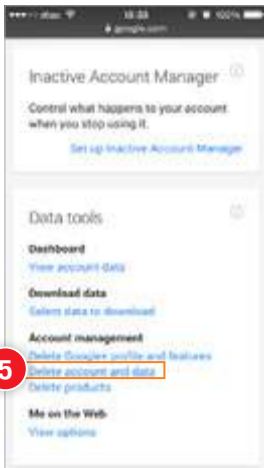 google.com
Inactive Account Manager
Control what happens to your account
when you stop using it.
Set up Inactive Account Manager
Data tools
Dashboard
View account data
Download data
Select data to download
Account management
Delete Google+ profile and features
5
Delete account and data
Delete products
Me on the Web
View options